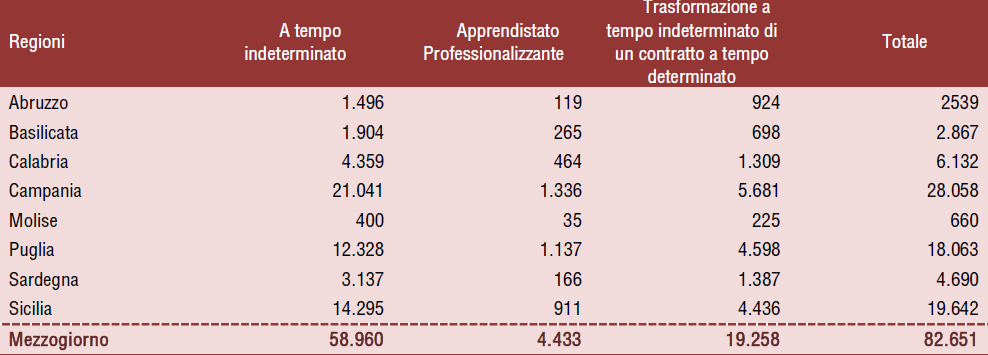 Regioni A tempo indeterminato Apprendistato Professionalizzante Trasformazione a tempo indeterminato di un contratto a tempo determinato Totale
Abruzzo 1.496 119 924 2539
Basilicata 1.904 265 698 2.867
Calabria 4.359 464 1.309 6.132
Campania 21.041 1.336 5.681 28.058
Molise 400 35 225 660
Puglia 12.328 1.137 4.598 18.063
Sardegna 3.137 166 1.387 4.690
Sicilia 14.295 911 4.436 19.642
Mezzogiorno 58.960 4.433 19.258 82.651